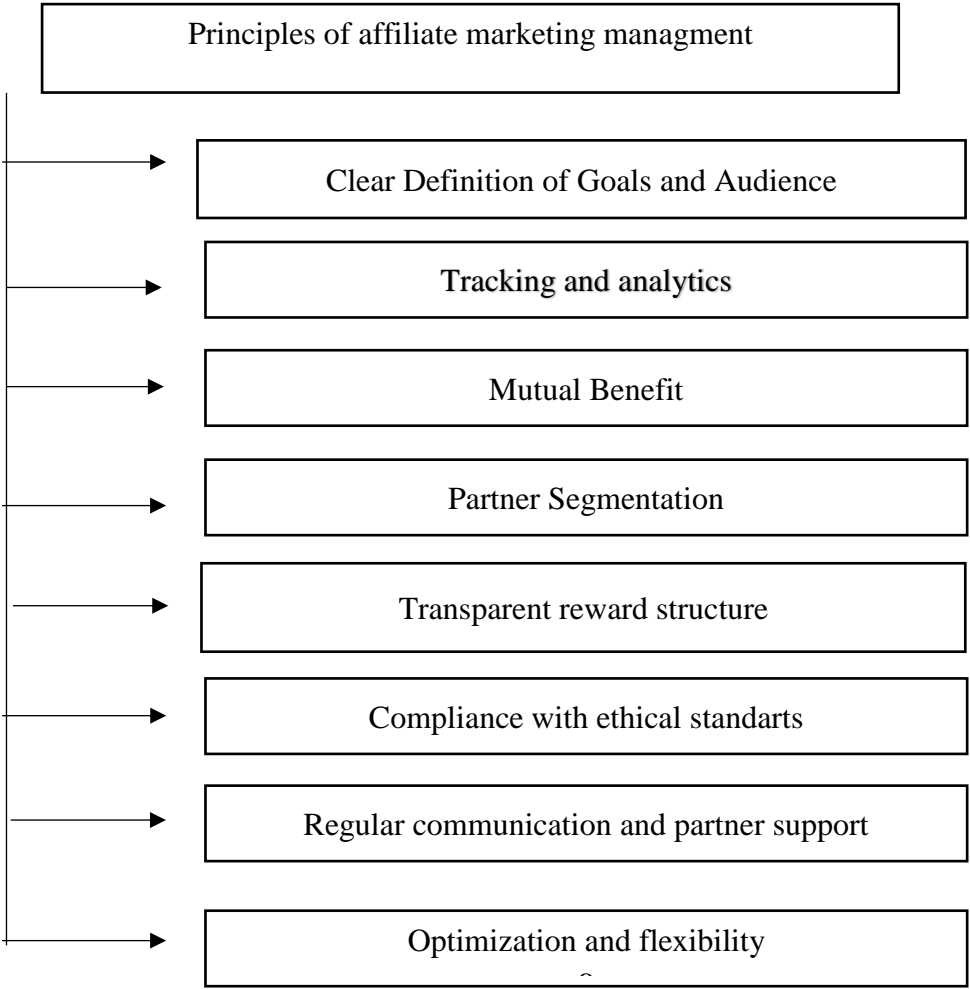 Principles of affiliate marketing managment
Clear Definition of Goals and Audience
Tracking and analytics
Mutual Benefit
Partner Segmentation
Transparent reward structure
Compliance with ethical standarts
Regular communication and partner support
Optimization and flexibility